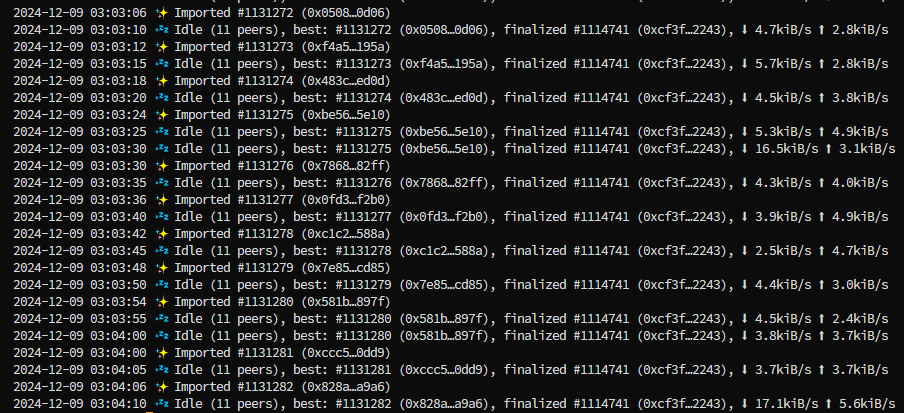 2024-12-09 03:03:06 ✨ Imported #1131272 (0x0508…0d06)
2024-12-09 03:03:10 💤 Idle (11 peers), best: #1131272 (0x0508…0d06), finalized #1114741 (0xcf3f…2243), ⬇ 4.7kiB/s ⬆ 2.8kiB/s
2024-12-09 03:03:12 ✨ Imported #1131273 (0xf4a5…195a)
2024-12-09 03:03:15 💤 Idle (11 peers), best: #1131273 (0xf4a5…195a), finalized #1114741 (0xcf3f…2243), ⬇ 5.7kiB/s ⬆ 2.8kiB/s
2024-12-09 03:03:18 ✨ Imported #1131274 (0x483c…ed0d)
2024-12-09 03:03:20 💤 Idle (11 peers), best: #1131274 (0x483c…ed0d), finalized #1114741 (0xcf3f…2243), ⬇ 4.5kiB/s ⬆ 3.8kiB/s
2024-12-09 03:03:24 ✨ Imported #1131275 (0xbe56…5e10)
2024-12-09 03:03:25 💤 Idle (11 peers), best: #1131275 (0xbe56…5e10), finalized #1114741 (0xcf3f…2243), ⬇ 5.3kiB/s ⬆ 4.9kiB/s
2024-12-09 03:03:30 💤 Idle (11 peers), best: #1131275 (0xbe56…5e10), finalized #1114741 (0xcf3f…2243), ⬇ 16.5kiB/s ⬆ 3.1kiB/s
2024-12-09 03:03:30 ✨ Imported #1131276 (0x7868…82ff)
2024-12-09 03:03:35 💤 Idle (11 peers), best: #1131276 (0x7868…82ff), finalized #1114741 (0xcf3f…2243), ⬇ 4.3kiB/s ⬆ 4.0kiB/s
2024-12-09 03:03:36 ✨ Imported #1131277 (0x0fd3…f2b0)
2024-12-09 03:03:40 💤 Idle (11 peers), best: #1131277 (0x0fd3…f2b0), finalized #1114741 (0xcf3f…2243), ⬇ 3.9kiB/s ⬆ 4.9kiB/s
2024-12-09 03:03:42 ✨ Imported #1131278 (0xc1c2…588a)
2024-12-09 03:03:45 💤 Idle (11 peers), best: #1131278 (0xc1c2…588a), finalized #1114741 (0xcf3f…2243), ⬇ 2.5kiB/s ⬆ 4.7kiB/s
2024-12-09 03:03:48 ✨ Imported #1131279 (0x7e85…cd85)
2024-12-09 03:03:50 💤 Idle (11 peers), best: #1131279 (0x7e85…cd85), finalized #1114741 (0xcf3f…2243), ⬇ 4.4kiB/s ⬆ 3.0kiB/s
2024-12-09 03:03:54 ✨ Imported #1131280 (0x581b…897f)
2024-12-09 03:03:55 💤 Idle (11 peers), best: #1131280 (0x581b…897f), finalized #1114741 (0xcf3f…2243), ⬇ 4.5kiB/s ⬆ 2.4kiB/s
2024-12-09 03:04:00 💤 Idle (11 peers), best: #1131280 (0x581b…897f), finalized #1114741 (0xcf3f…2243), ⬇ 3.8kiB/s ⬆ 3.7kiB/s
2024-12-09 03:04:00 ✨ Imported #1131281 (0xccc5…0dd9)
2024-12-09 03:04:05 💤 Idle (11 peers), best: #1131281 (0xccc5…0dd9), finalized #1114741 (0xcf3f…2243), ⬇ 3.7kiB/s ⬆ 3.7kiB/s
2024-12-09 03:04:06 ✨ Imported #1131282 (0x828a…a9a6)
2024-12-09 03:04:10 💤 Idle (11 peers), best: #1131282 (0x828a…a9a6), finalized #1114741 (0xcf3f…2243), ⬇ 17.1kiB/s ⬆ 5.6kiB/s